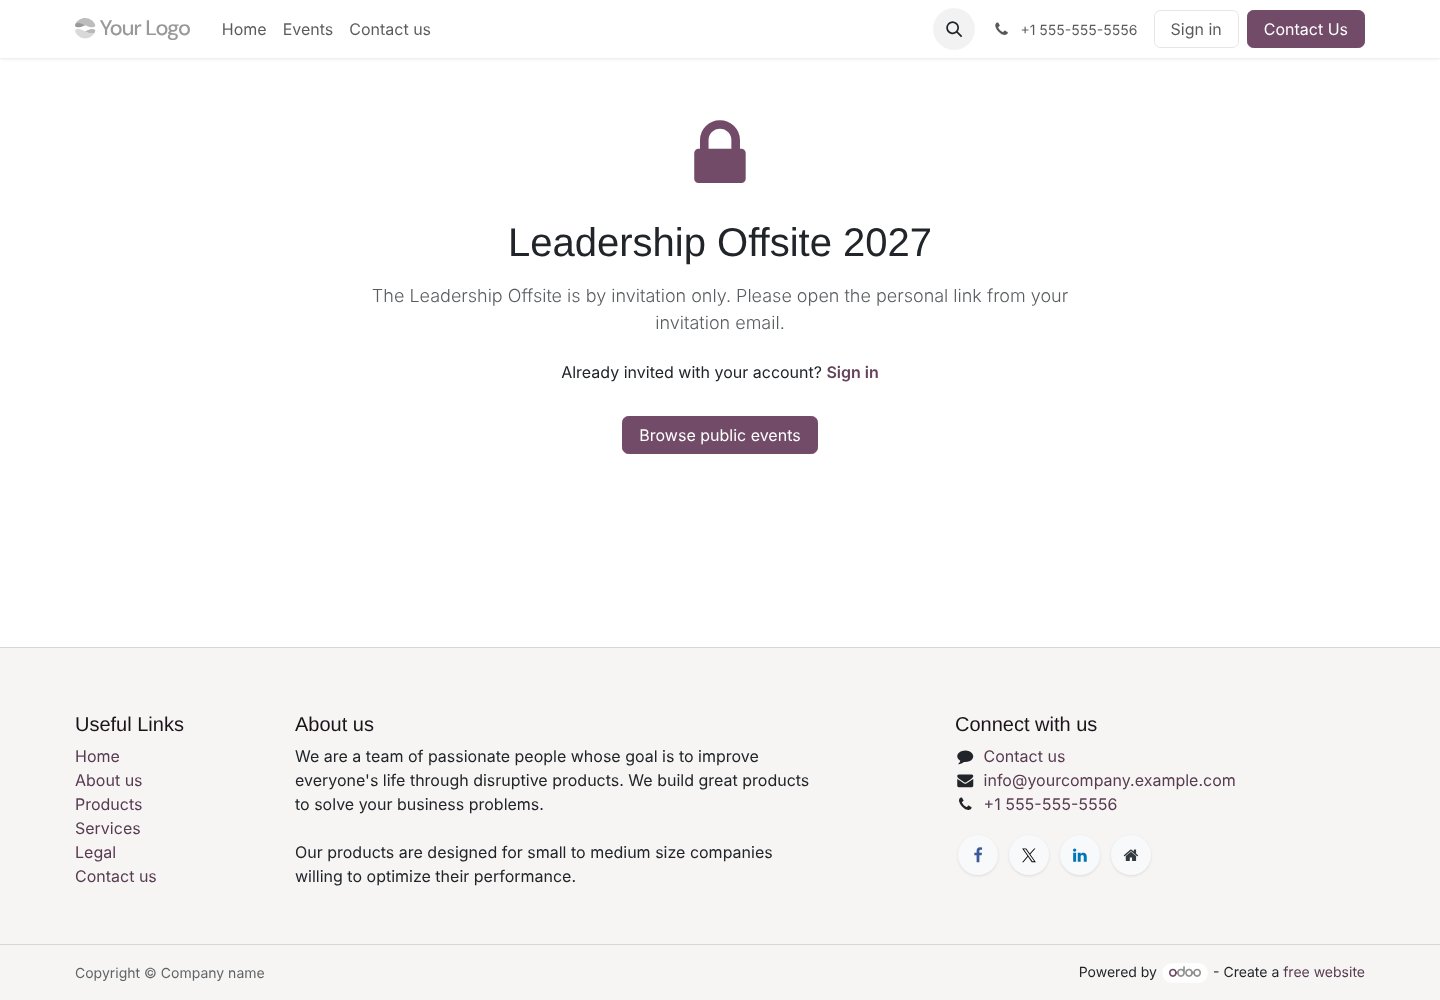 Your Logo
Home
Events
Contact us
+1 555-555-5556
Sign in
Contact Us
Leadership Offsite 2027
The Leadership Offsite is by invitation only. Please open the personal link from your
invitation email.
Already invited with your account? Sign in
Browse public events
Useful Links
Home
About us
Products
Services
Legal
Contact us
About us
We are a team of passionate people whose goal is to improve
everyone's life through disruptive products. We build great products
to solve your business problems.
Our products are designed for small to medium size companies
willing to optimize their performance.
Connect with us
Contact us
info@yourcompany.example.com
+1 555-555-5556
Copyright © Company name
Powered by odoo - Create a free website